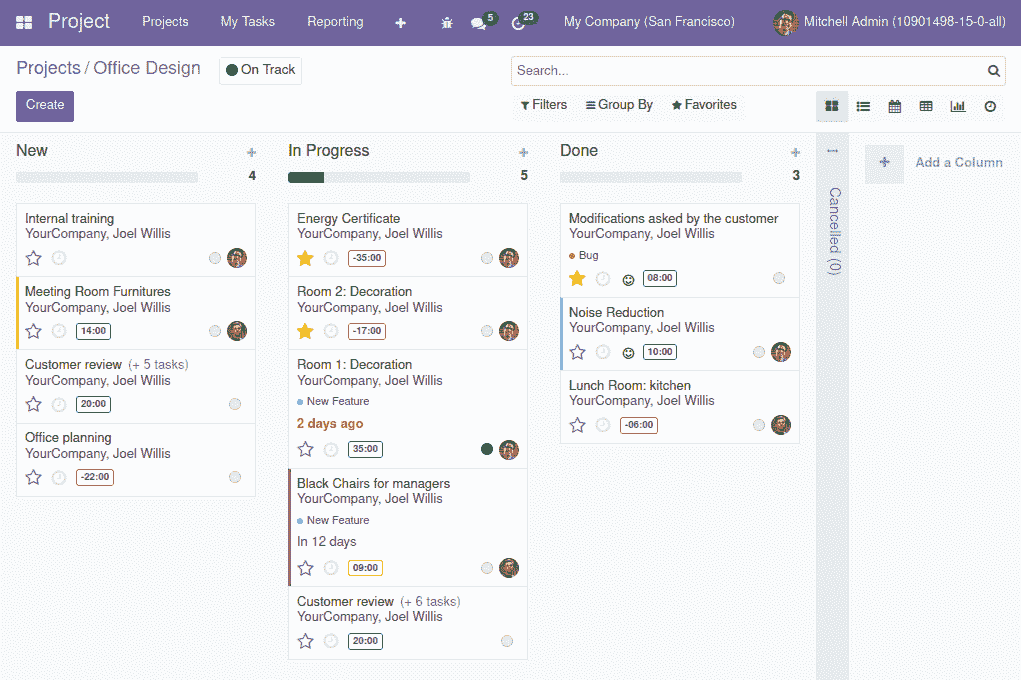 Project Projects My Tasks Reporting 5 23 My Company (San Francisco) Mitchell Admin (10901498-15-0-all)
Projects / Office Design On Track Search...
Create Filters Group By Favorites
New
4
Internal training
YourCompany, Joel Willis
Meeting Room Furnitures
YourCompany, Joel Willis
14:00
Customer review (+ 5 tasks)
YourCompany, Joel Willis
20:00
Office planning
YourCompany, Joel Willis
-22:00
In Progress
5
Energy Certificate
YourCompany, Joel Willis
-35:00
Room 2: Decoration
YourCompany, Joel Willis
-17:00
Room 1: Decoration
YourCompany, Joel Willis
New Feature
2 days ago
35:00
Black Chairs for managers
YourCompany, Joel Willis
New Feature
In 12 days
09:00
Customer review (+ 6 tasks)
YourCompany, Joel Willis
20:00
Done
3
Modifications asked by the customer
YourCompany, Joel Willis
Bug
08:00
Noise Reduction
YourCompany, Joel Willis
10:00
Lunch Room: kitchen
YourCompany, Joel Willis
-06:00
Cancelled (0)
Add a Column